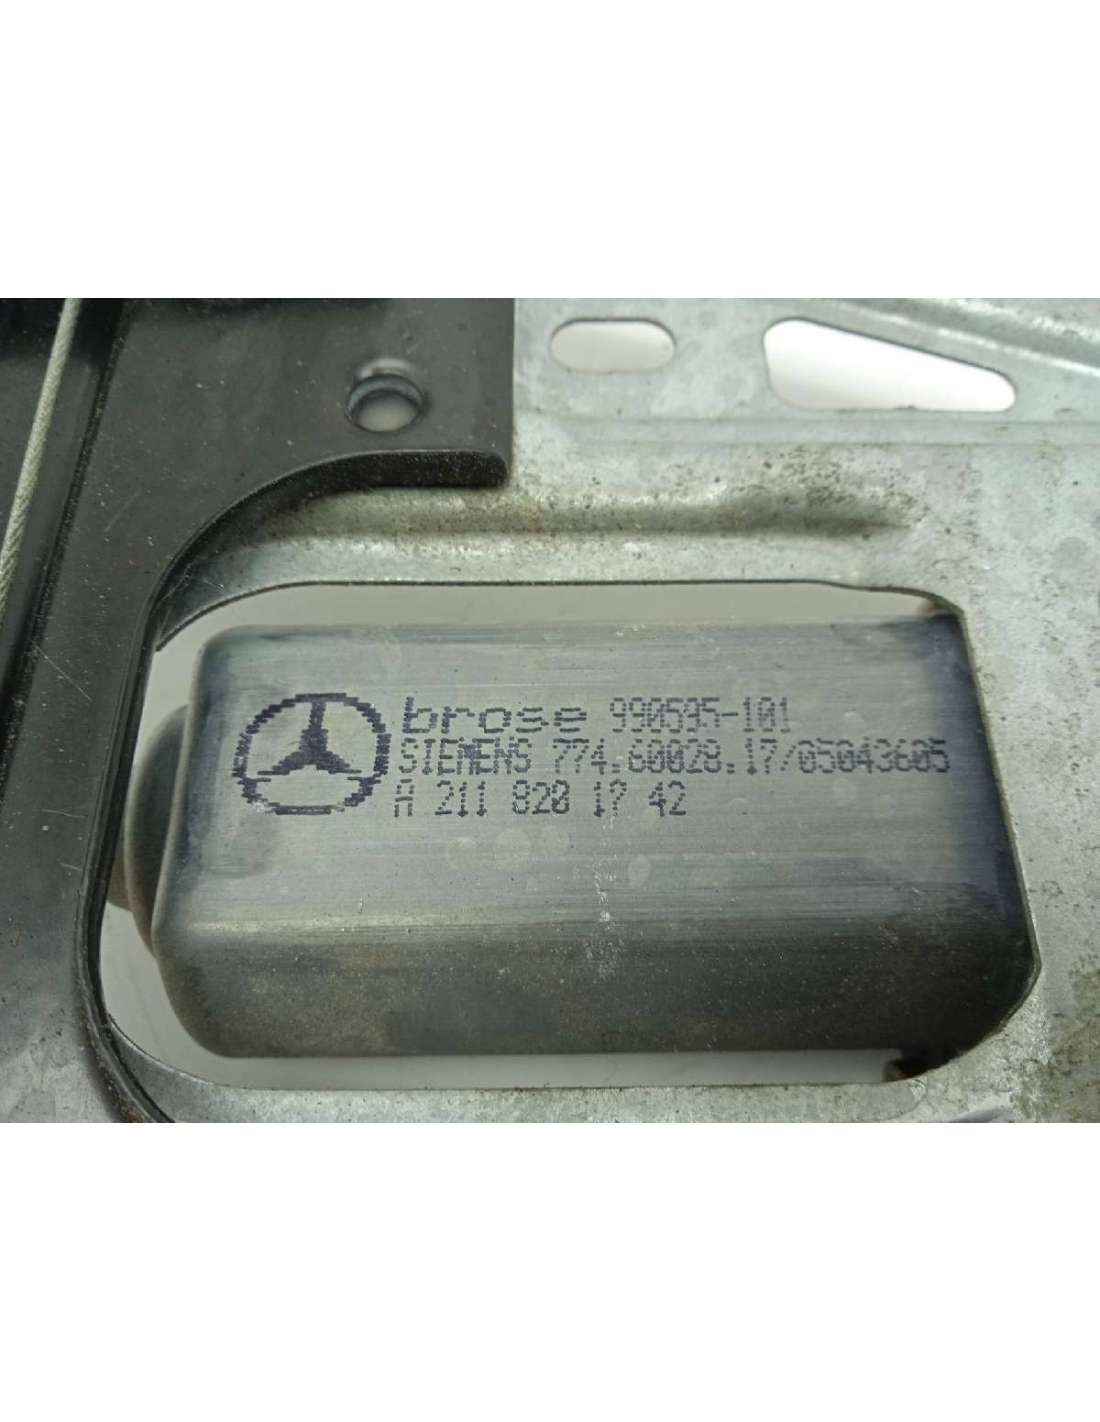 brose 990595-101
SIEMENS 774.60028.17/05043605
A 211 820 17 42